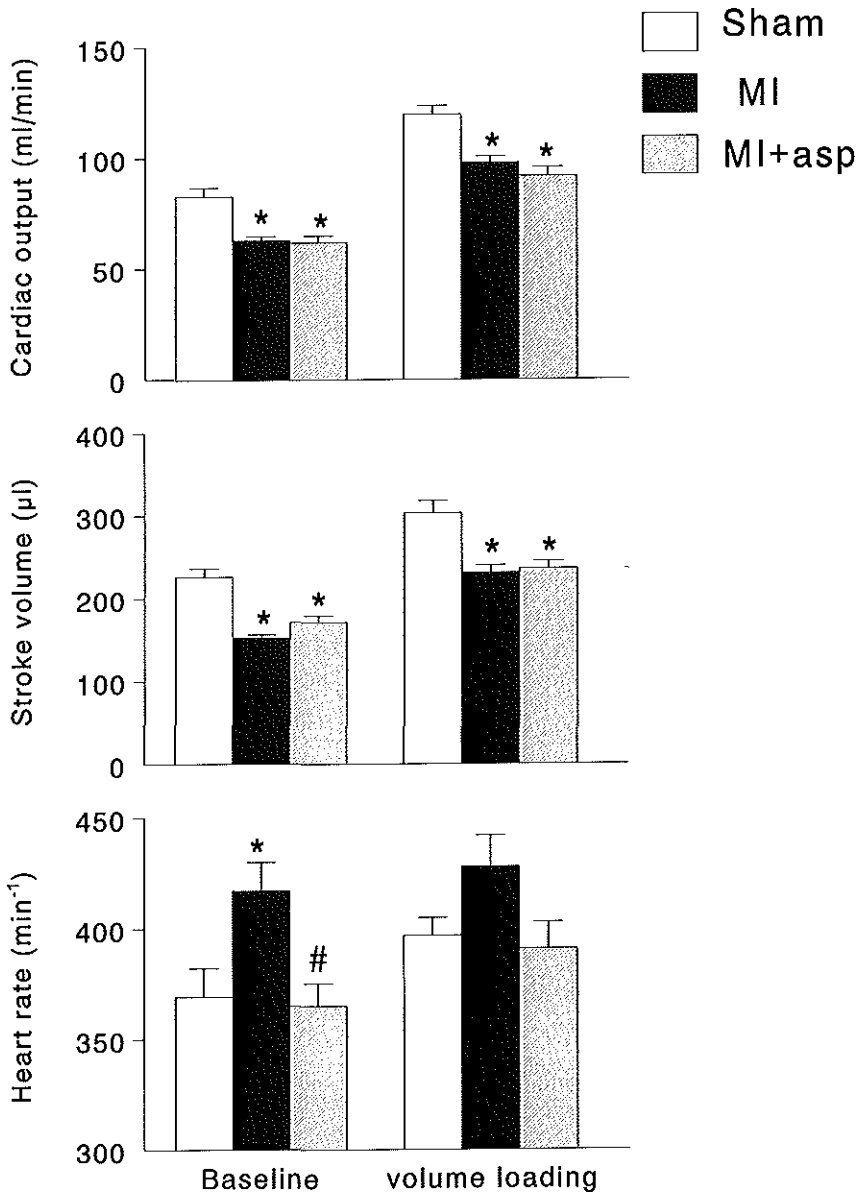 Sham
MI
MI+asp
Cardiac output (ml/min)
150
100
50
0
* *
* *
Stroke volume (µl)
400
300
200
100
0
* *
* *
Heart rate (min⁻¹)
450
400
350
300
*
#
Baseline volume loading